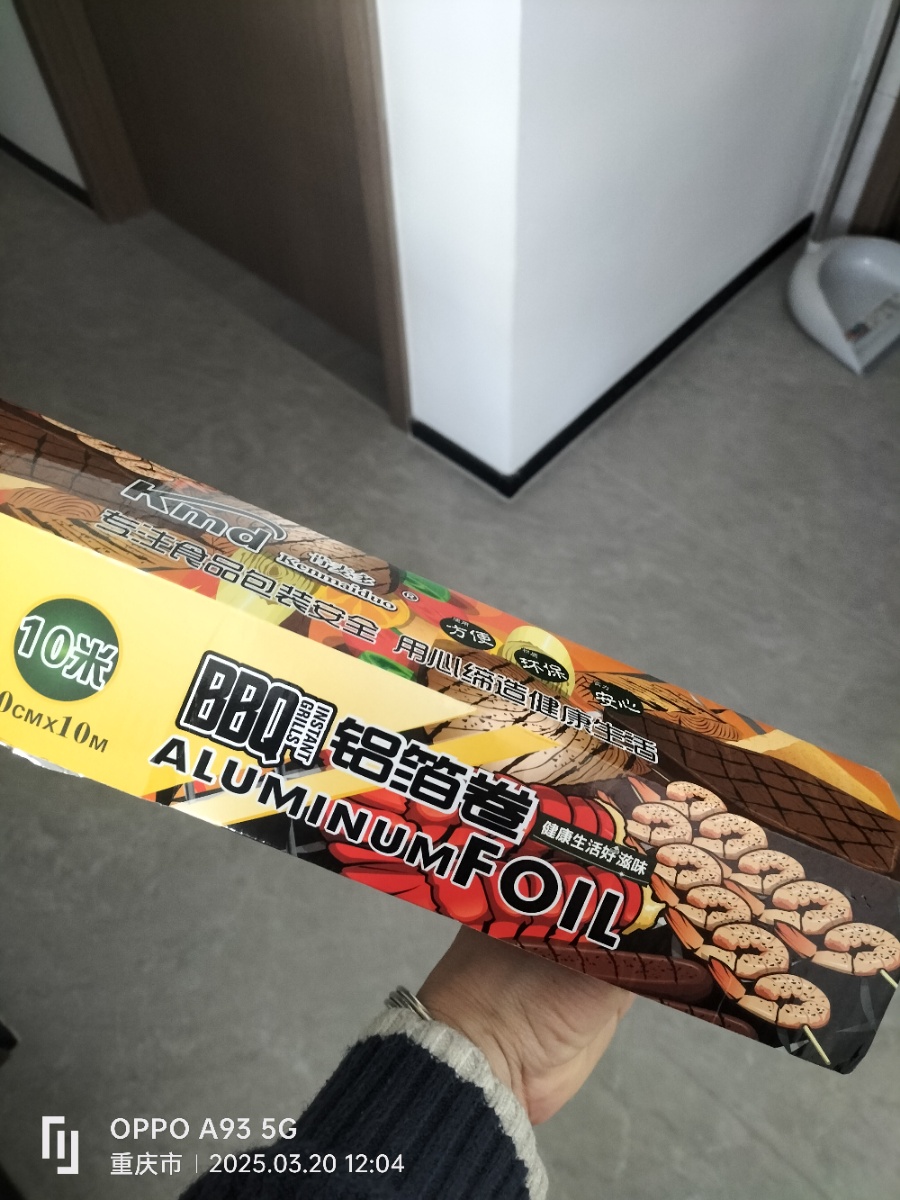 Kmd
Kenmaiduo ®
专注食品包装安全 用心缔造健康生活
方便
环保
安心
10米
0CMX10M
BBQ
INSTANT
GRILLS
铝箔卷
ALUMINUM FOIL
健康生活好滋味
OPPO A93 5G
重庆市 | 2025.03.20 12:04